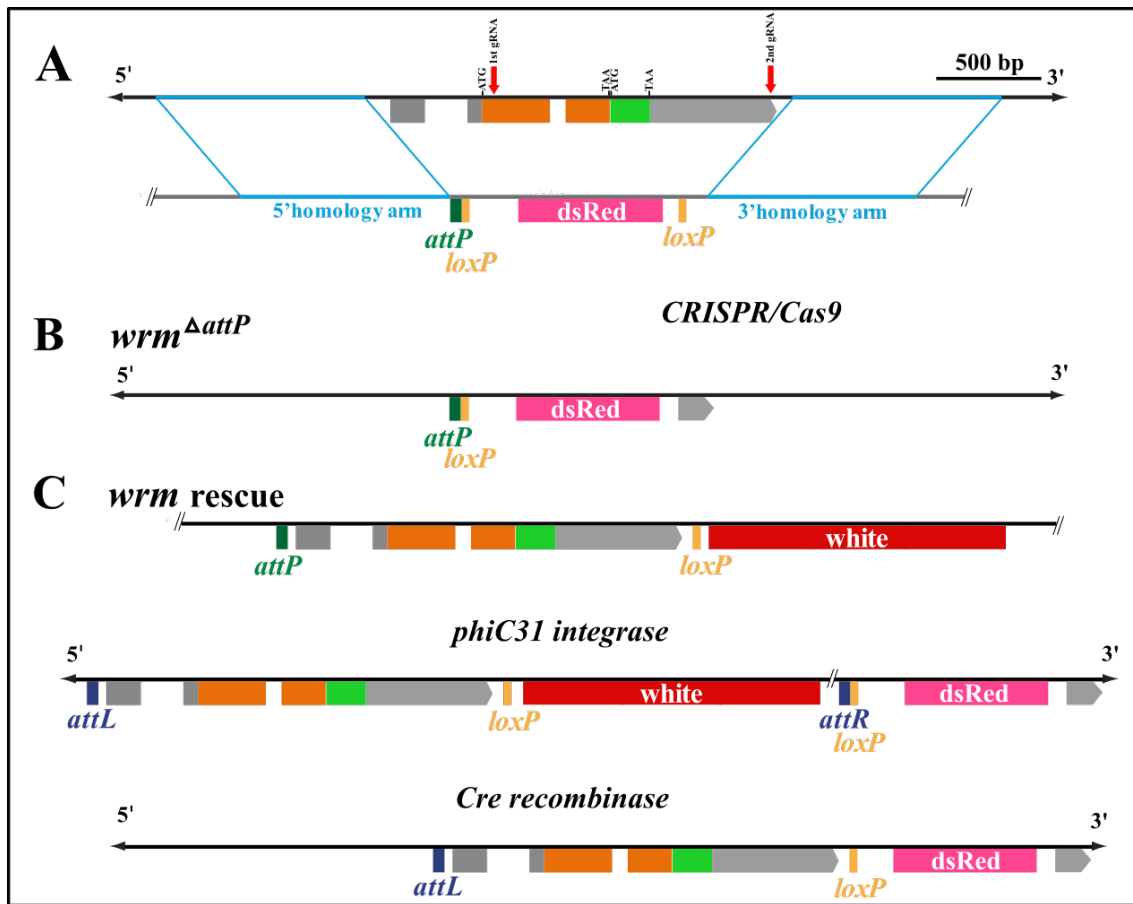 A
5'
ATG
1st gRNA
TAA
ATG
TAA
2nd gRNA
500 bp
3'
5'homology arm
dsRed
3'homology arm
attP
loxP
loxP
CRISPR/Cas9
B
wrm ΔattP
5'
3'
dsRed
attP
loxP
C
wrm rescue
white
attP
loxP
phiC31 integrase
5'
3'
white
dsRed
attL
loxP
attR
loxP
Cre recombinase
5'
3'
dsRed
attL
loxP